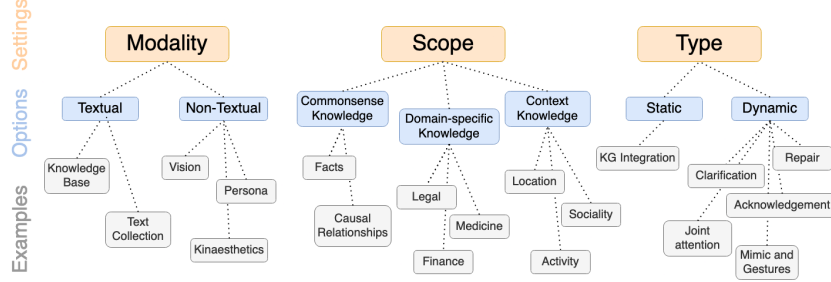 Settings
Modality
Scope
Type
Options
Textual
Non-Textual
Commonsense
Knowledge
Domain-specific
Knowledge
Context
Knowledge
Static
Dynamic
Examples
Knowledge
Base
Text
Collection
Vision
Persona
Kinaesthetics
Facts
Causal
Relationships
Legal
Medicine
Finance
Location
Sociality
Activity
KG Integration
Clarification
Repair
Acknowledgement
Joint
attention
Mimic and
Gestures